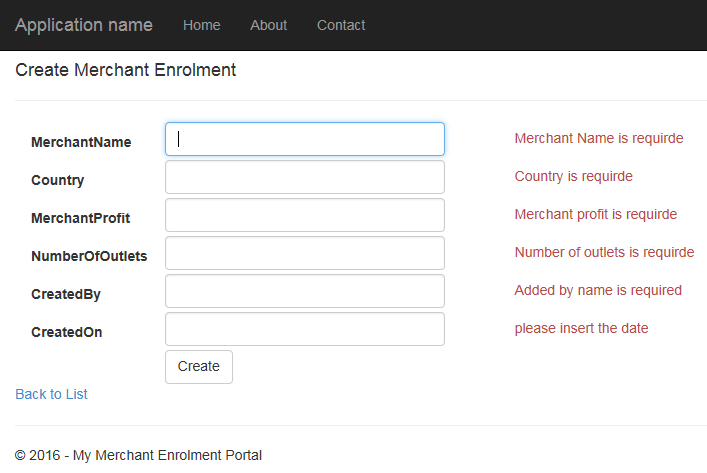 Application name Home About Contact
Create Merchant Enrolment
MerchantName Merchant Name is requirde
Country Country is requirde
MerchantProfit Merchant profit is requirde
NumberOfOutlets Number of outlets is requirde
CreatedBy Added by name is required
CreatedOn please insert the date
Create
Back to List
© 2016 - My Merchant Enrolment Portal